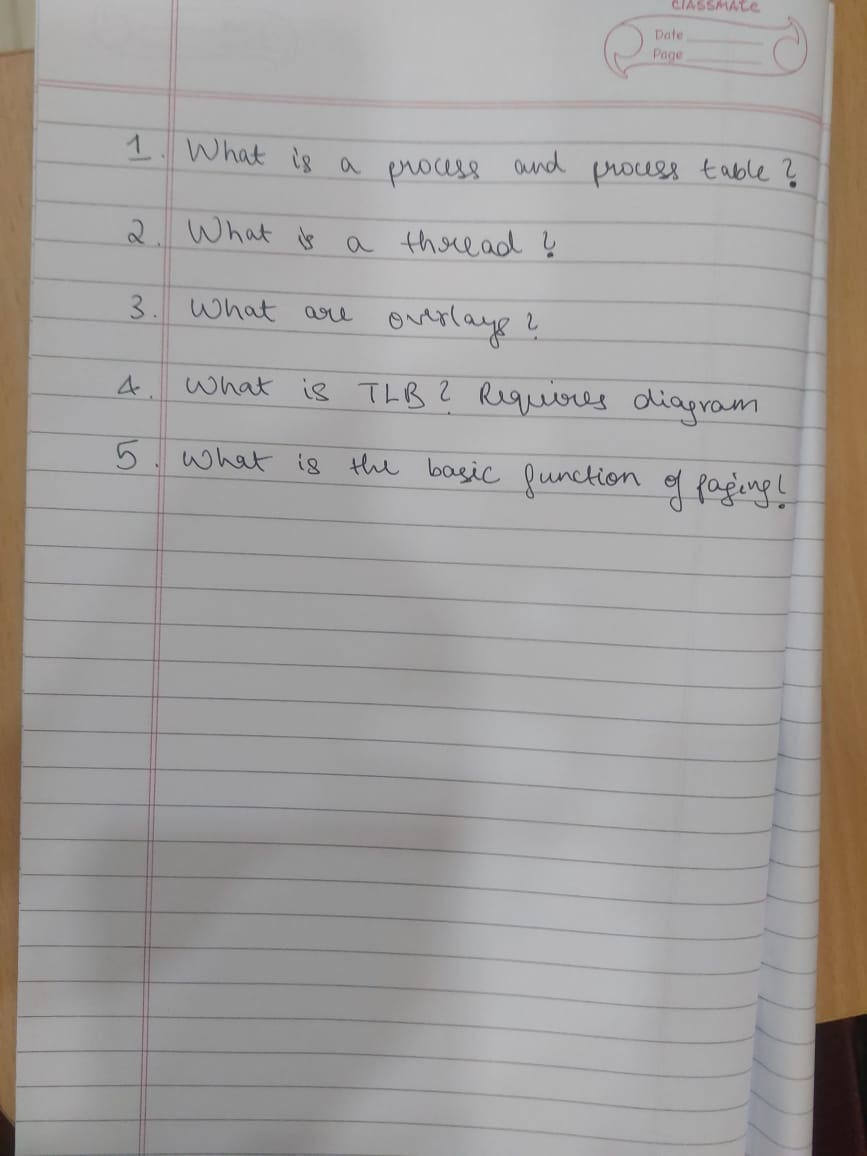 CLASSMATE
Date
Page
1. What is a process and process table?
2. What is a thread?
3. What are overlays?
4. What is TLB? Requires diagram
5. What is the basic function of paging?